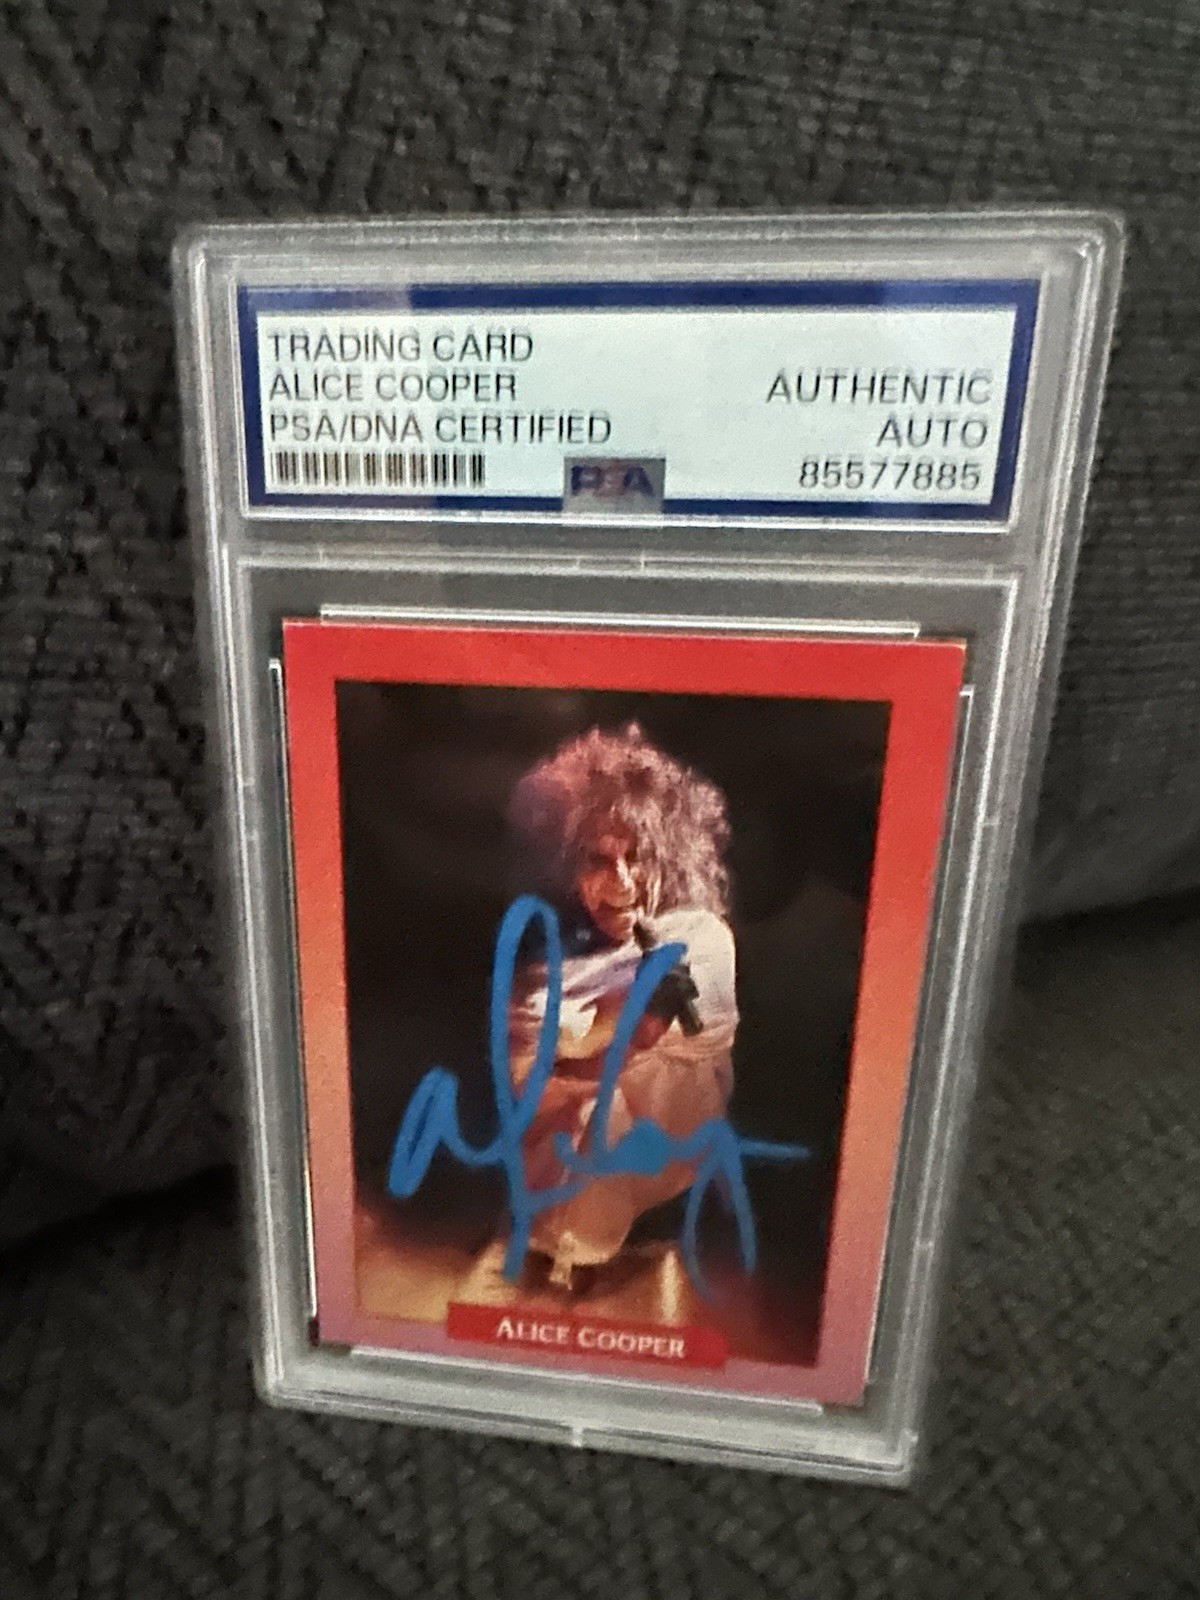 TRADING CARD
ALICE COOPER
PSA/DNA CERTIFIED
AUTHENTIC
AUTO
85577885
PSA
ALICE COOPER